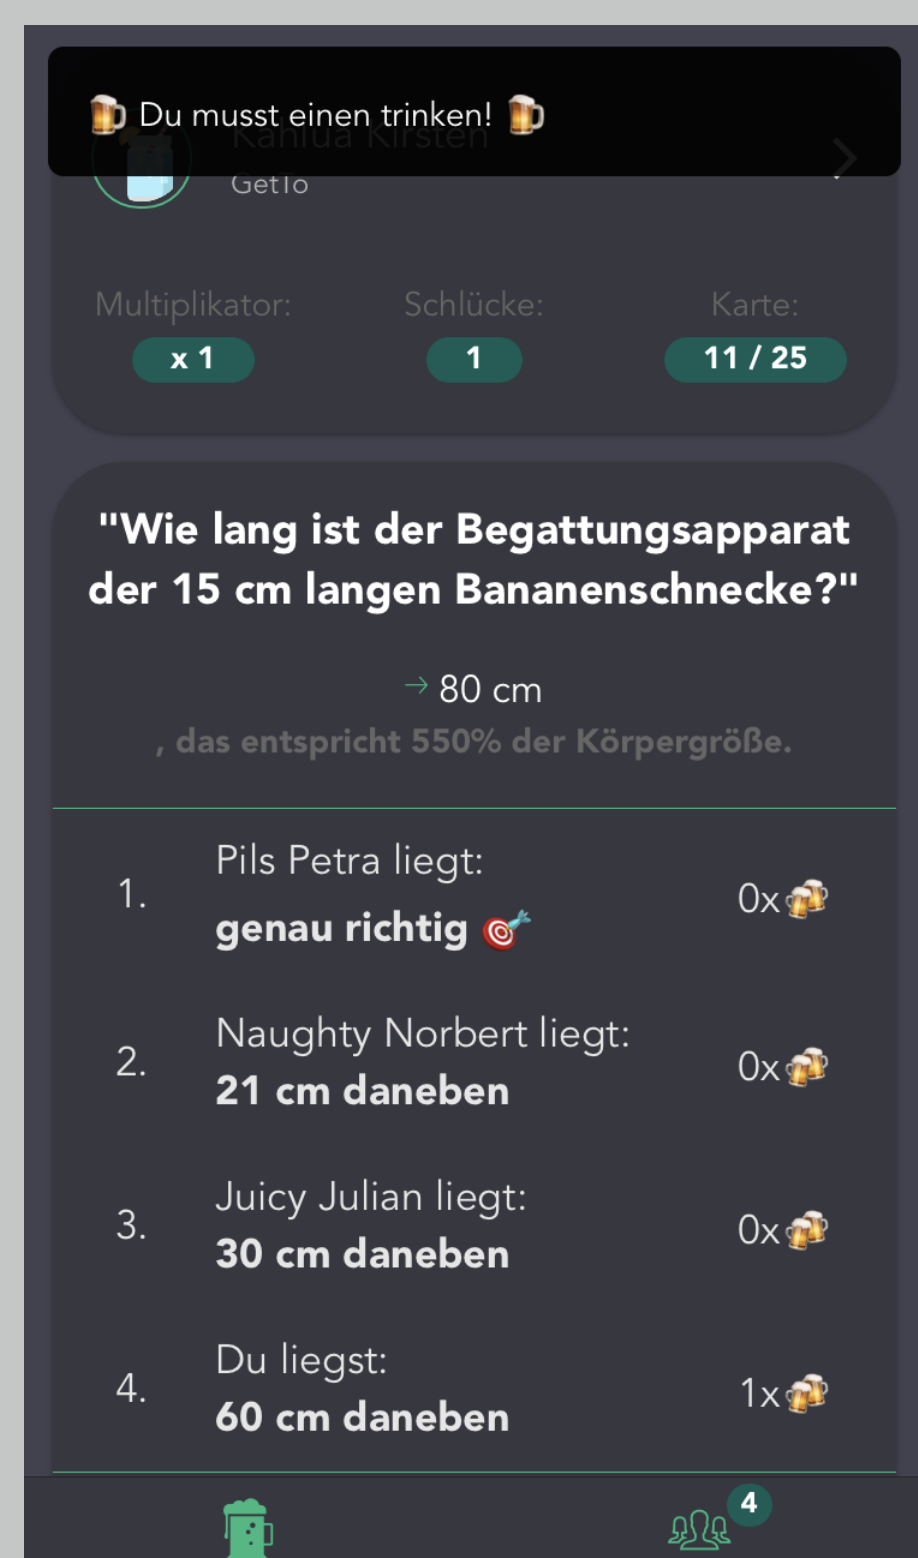 🍺 Du musst einen trinken! 🍺
Kahlua Kirsten
GetTo
Multiplikator: Schlücke: Karte:
x 1 1 11 / 25
"Wie lang ist der Begattungsapparat
der 15 cm langen Bananenschnecke?"
→ 80 cm
, das entspricht 550% der Körpergröße.
Pils Petra liegt:
1. 0x🍻
genau richtig 🎯
Naughty Norbert liegt:
2. 0x🍻
21 cm daneben
Juicy Julian liegt:
3. 0x🍻
30 cm daneben
Du liegst:
4. 1x🍻
60 cm daneben
4